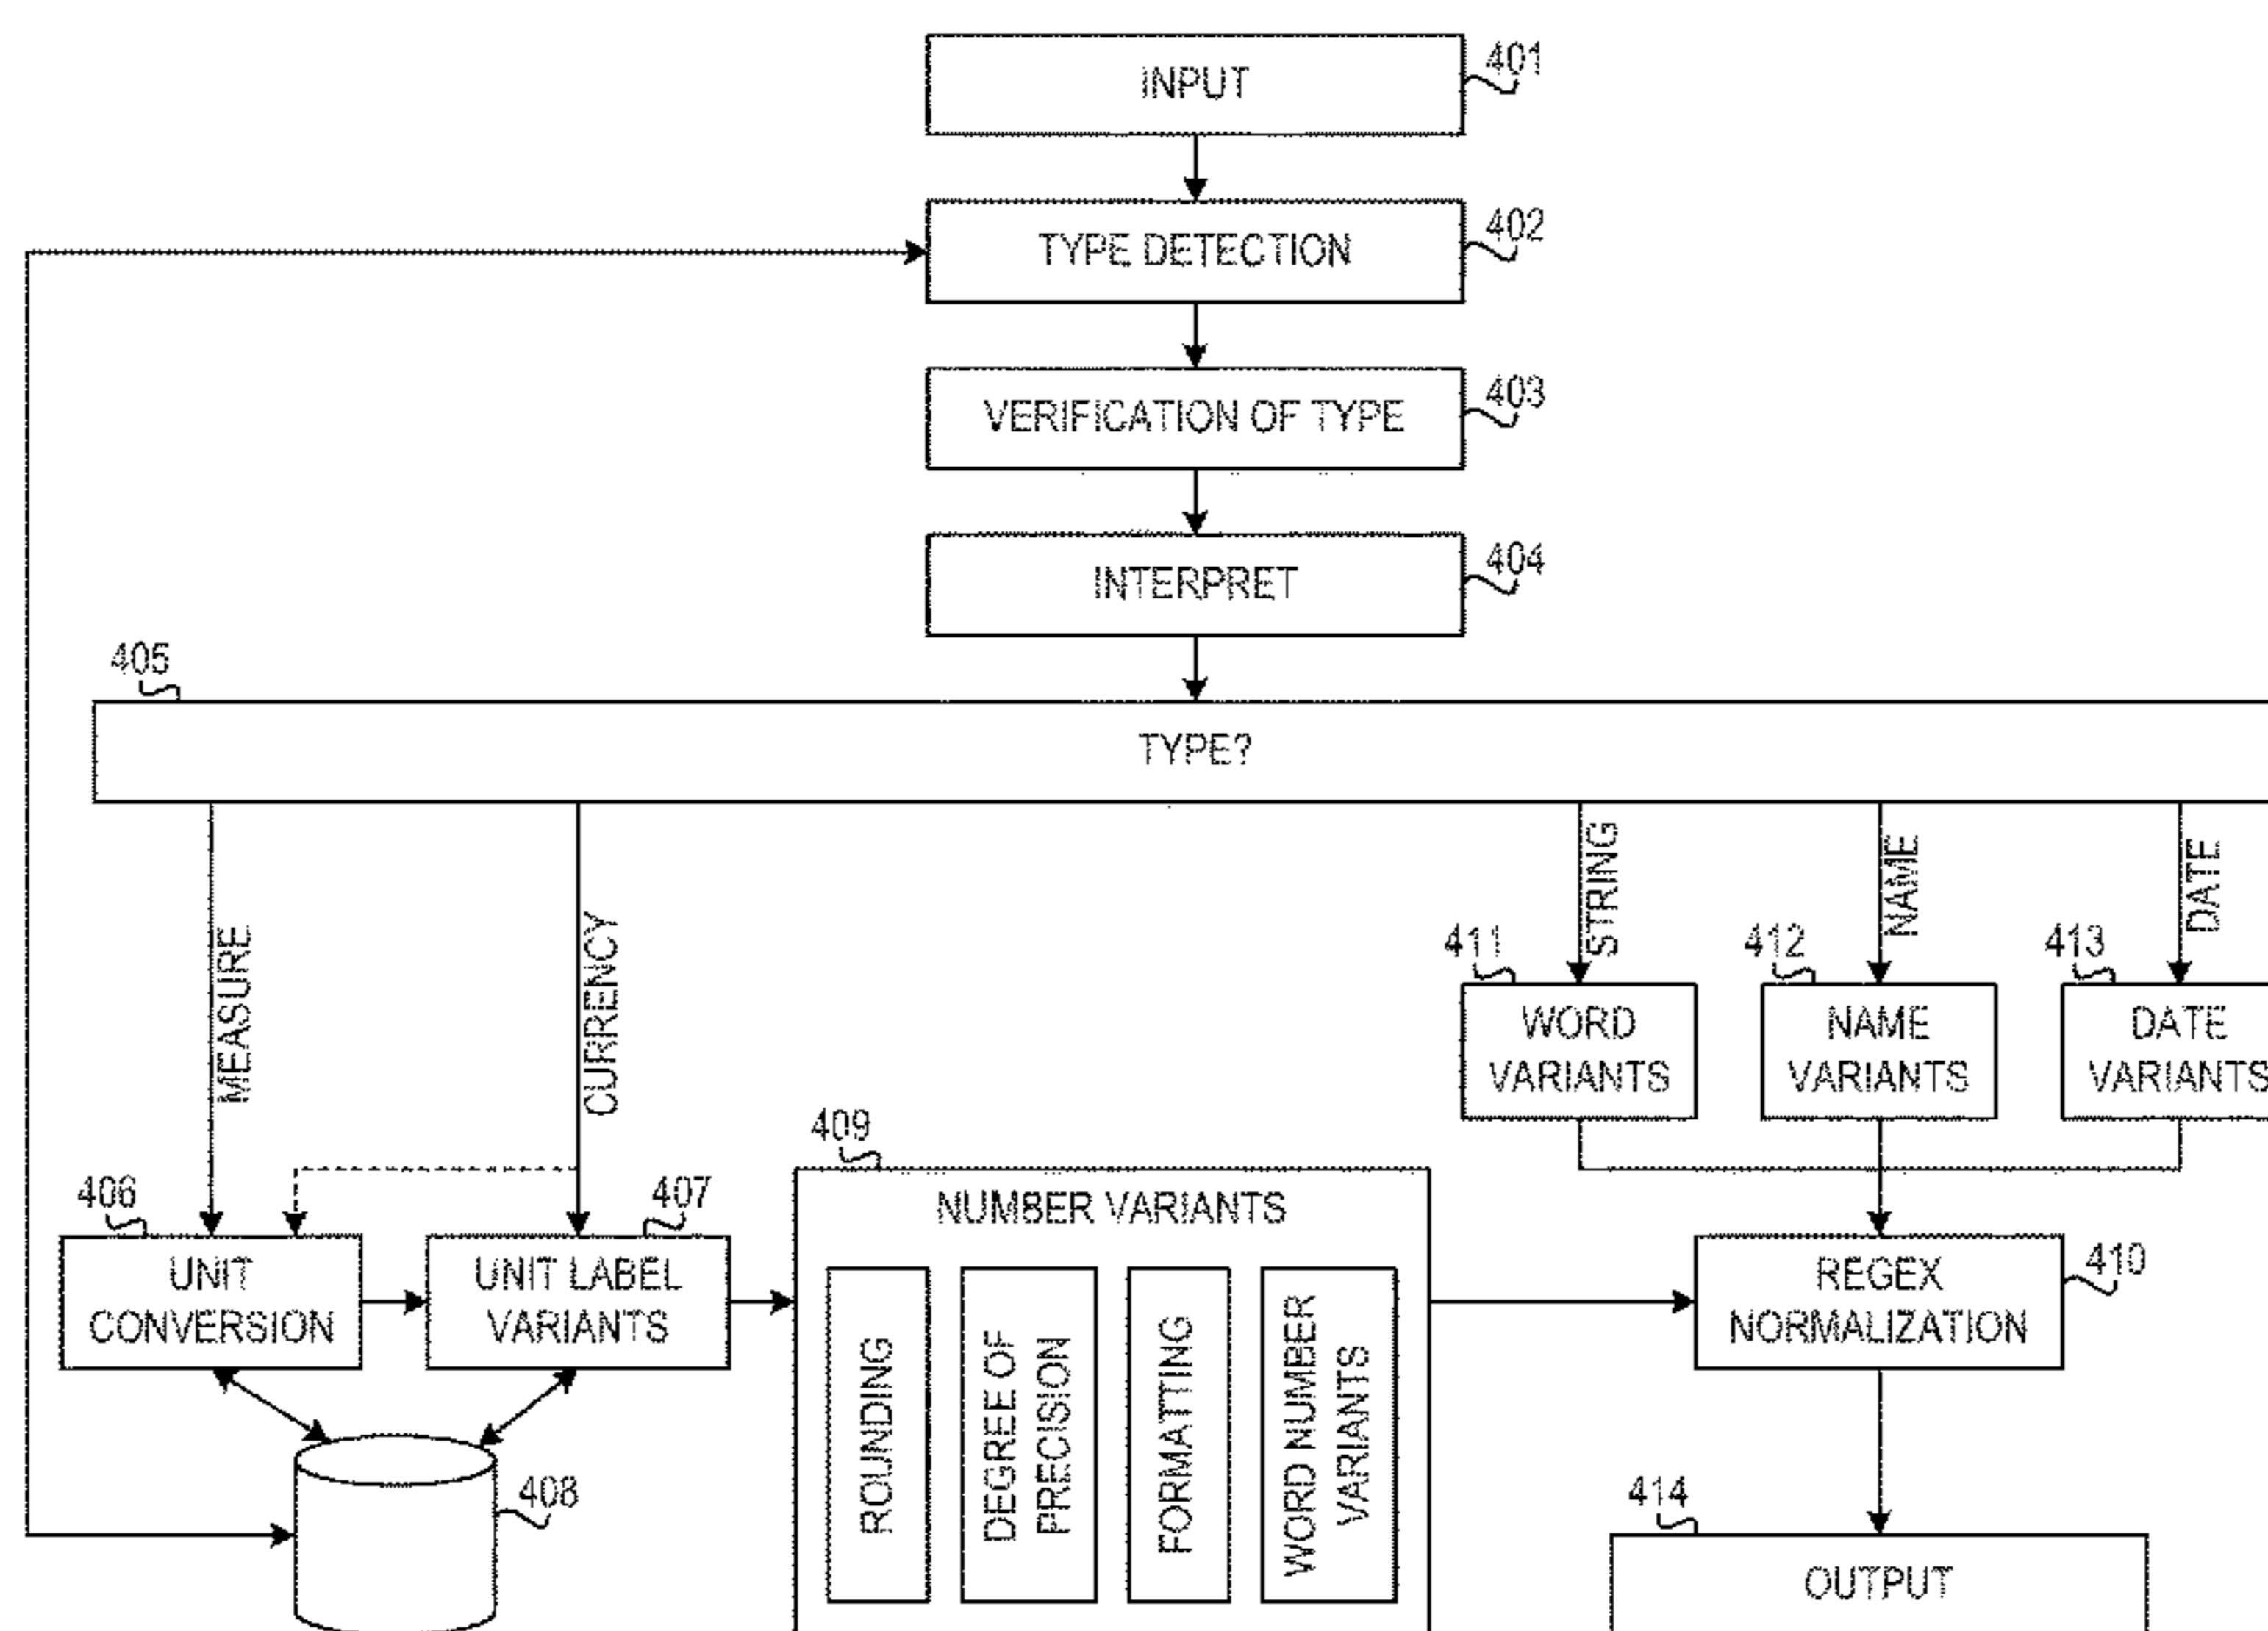 INPUT
401
TYPE DETECTION
402
VERIFICATION OF TYPE
403
INTERPRET
404
405
TYPE?
MEASURE
CURRENCY
STRING
NAME
DATE
411
WORD
VARIANTS
412
NAME
VARIANTS
413
DATE
VARIANTS
406
UNIT
CONVERSION
407
UNIT LABEL
VARIANTS
408
409
NUMBER VARIANTS
ROUNDING
DEGREE OF
PRECISION
FORMATTING
WORD NUMBER
VARIANTS
REGEX
NORMALIZATION
410
414
OUTPUT